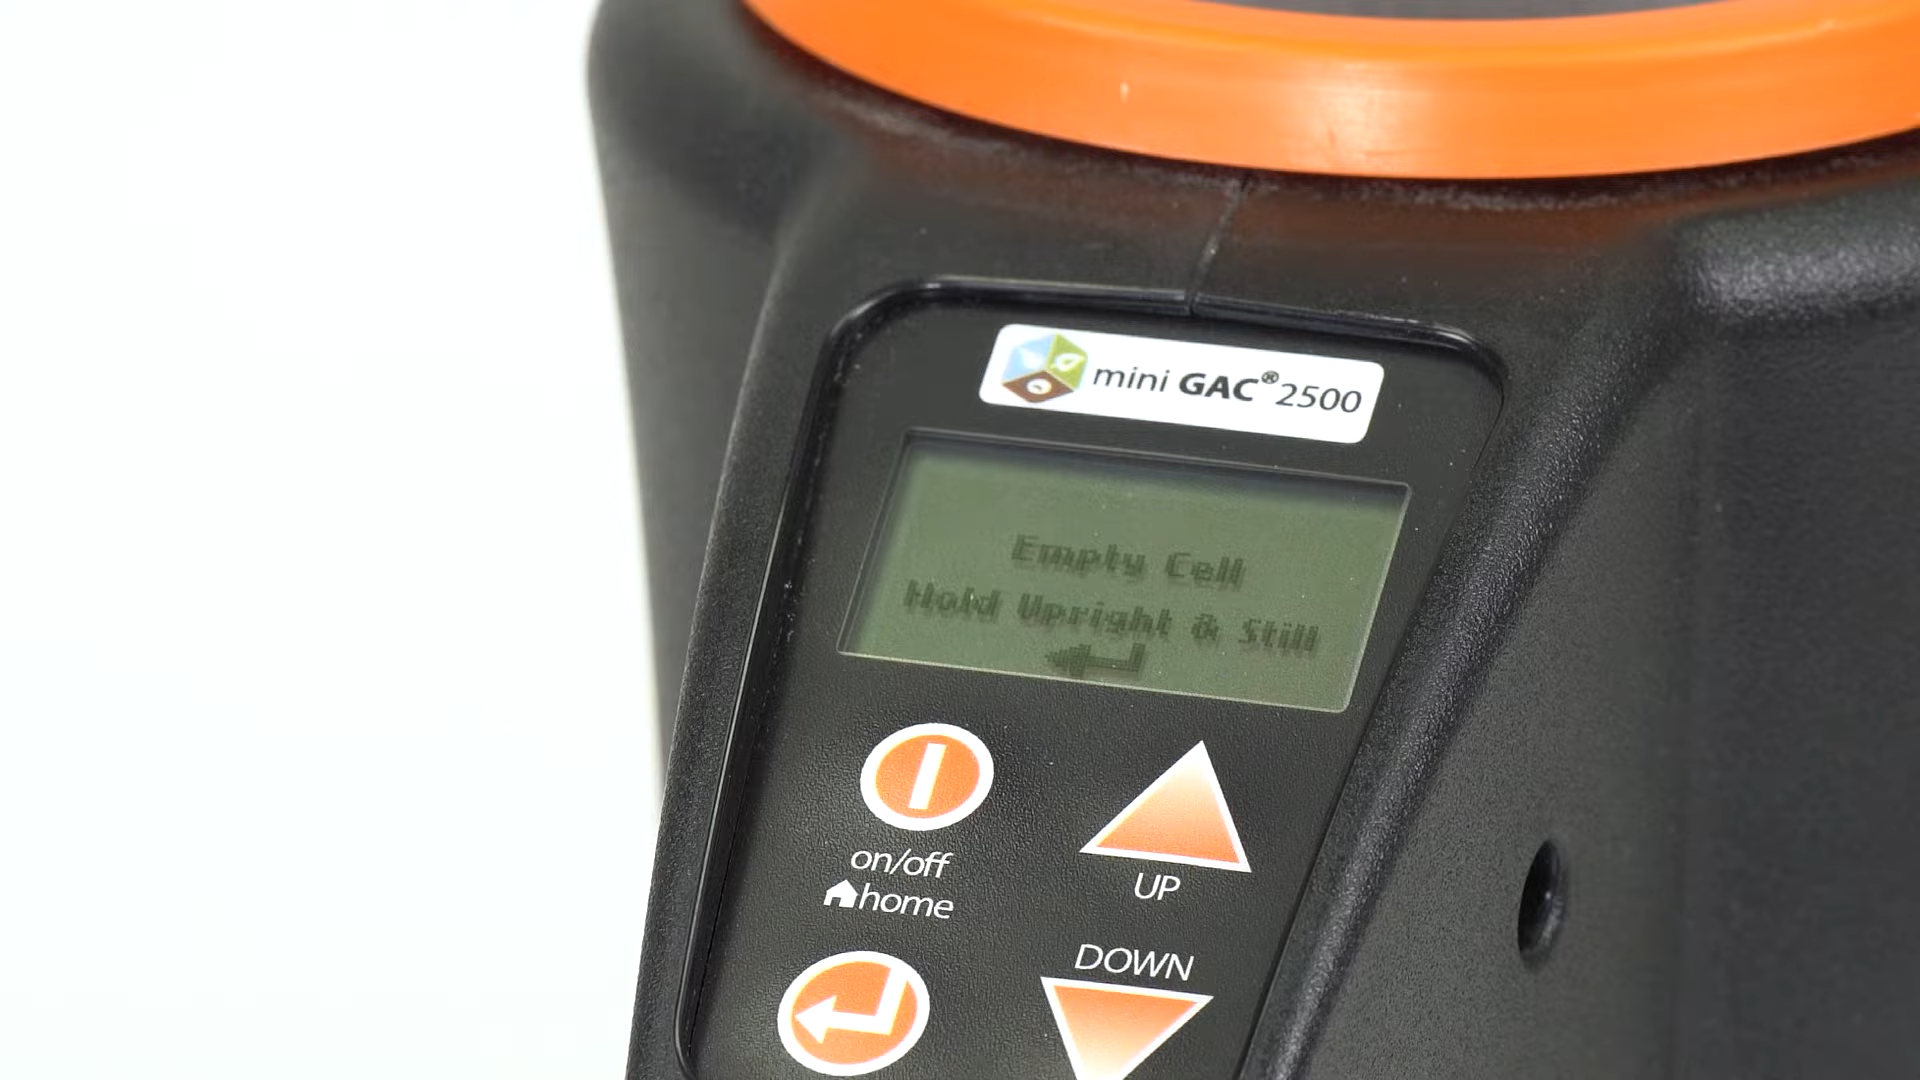 mini GAC®2500
Empty Cell
Hold Upright & Still
on/off
home
UP
DOWN